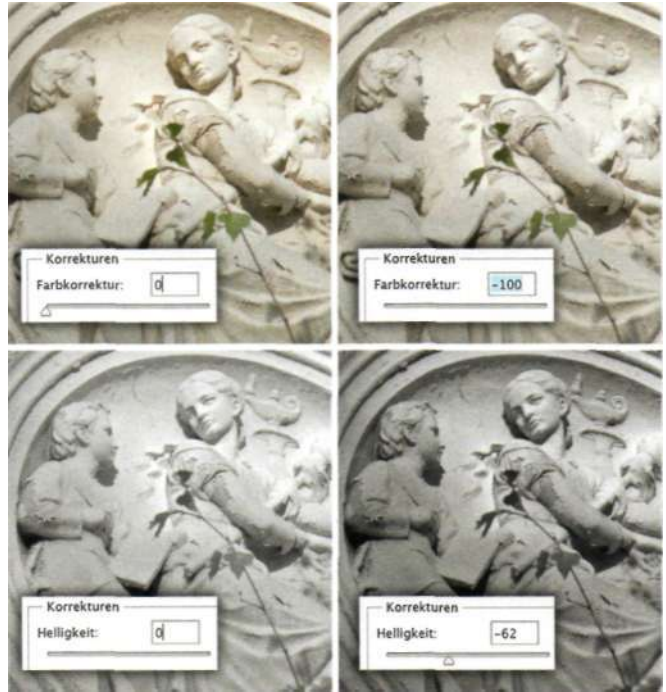 Korrekturen
Farbkorrektur: 0
Korrekturen
Farbkorrektur: -100
Korrekturen
Helligkeit: 0
Korrekturen
Helligkeit: -62